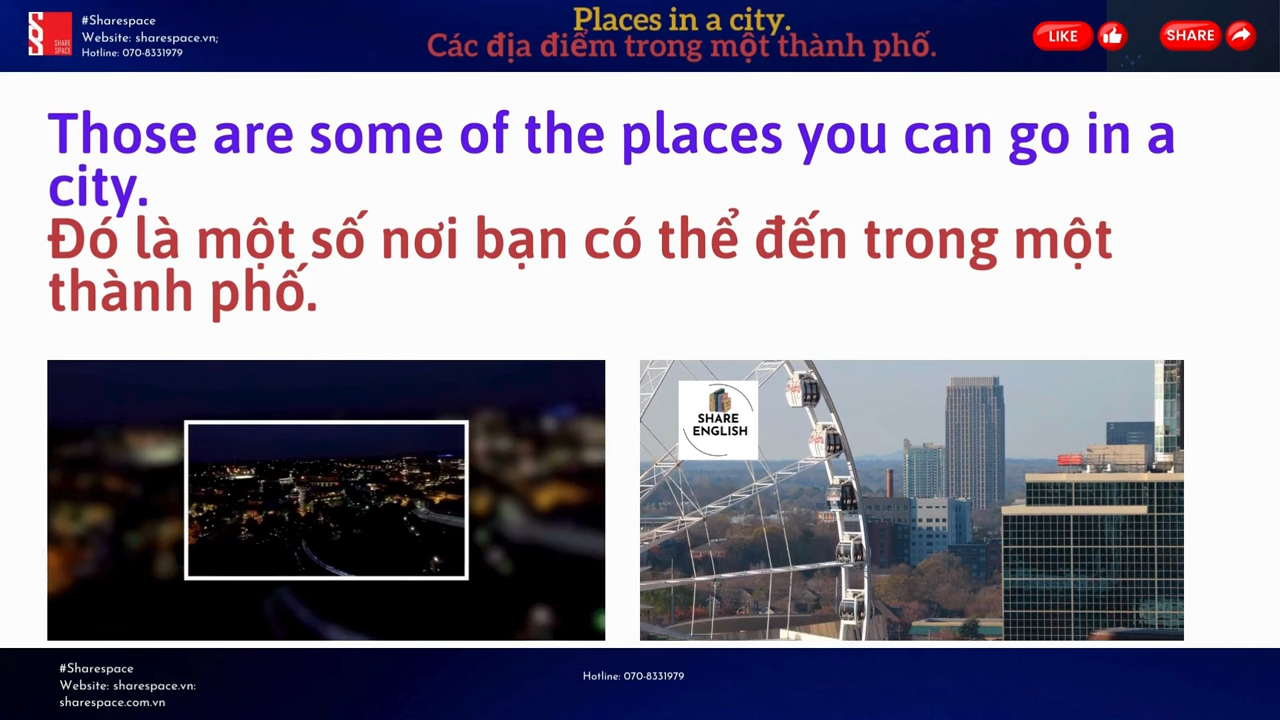 SHARE
SPACE
#Sharespace
Website: sharespace.vn;
Hotline: 070-8331979
Places in a city.
Các địa điểm trong một thành phố.
LIKE
SHARE
Those are some of the places you can go in a
city.
Đó là một số nơi bạn có thể đến trong một
thành phố.
SHARE
ENGLISH
#Sharespace
Website: sharespace.vn:
sharespace.com.vn
Hotline: 070-8331979